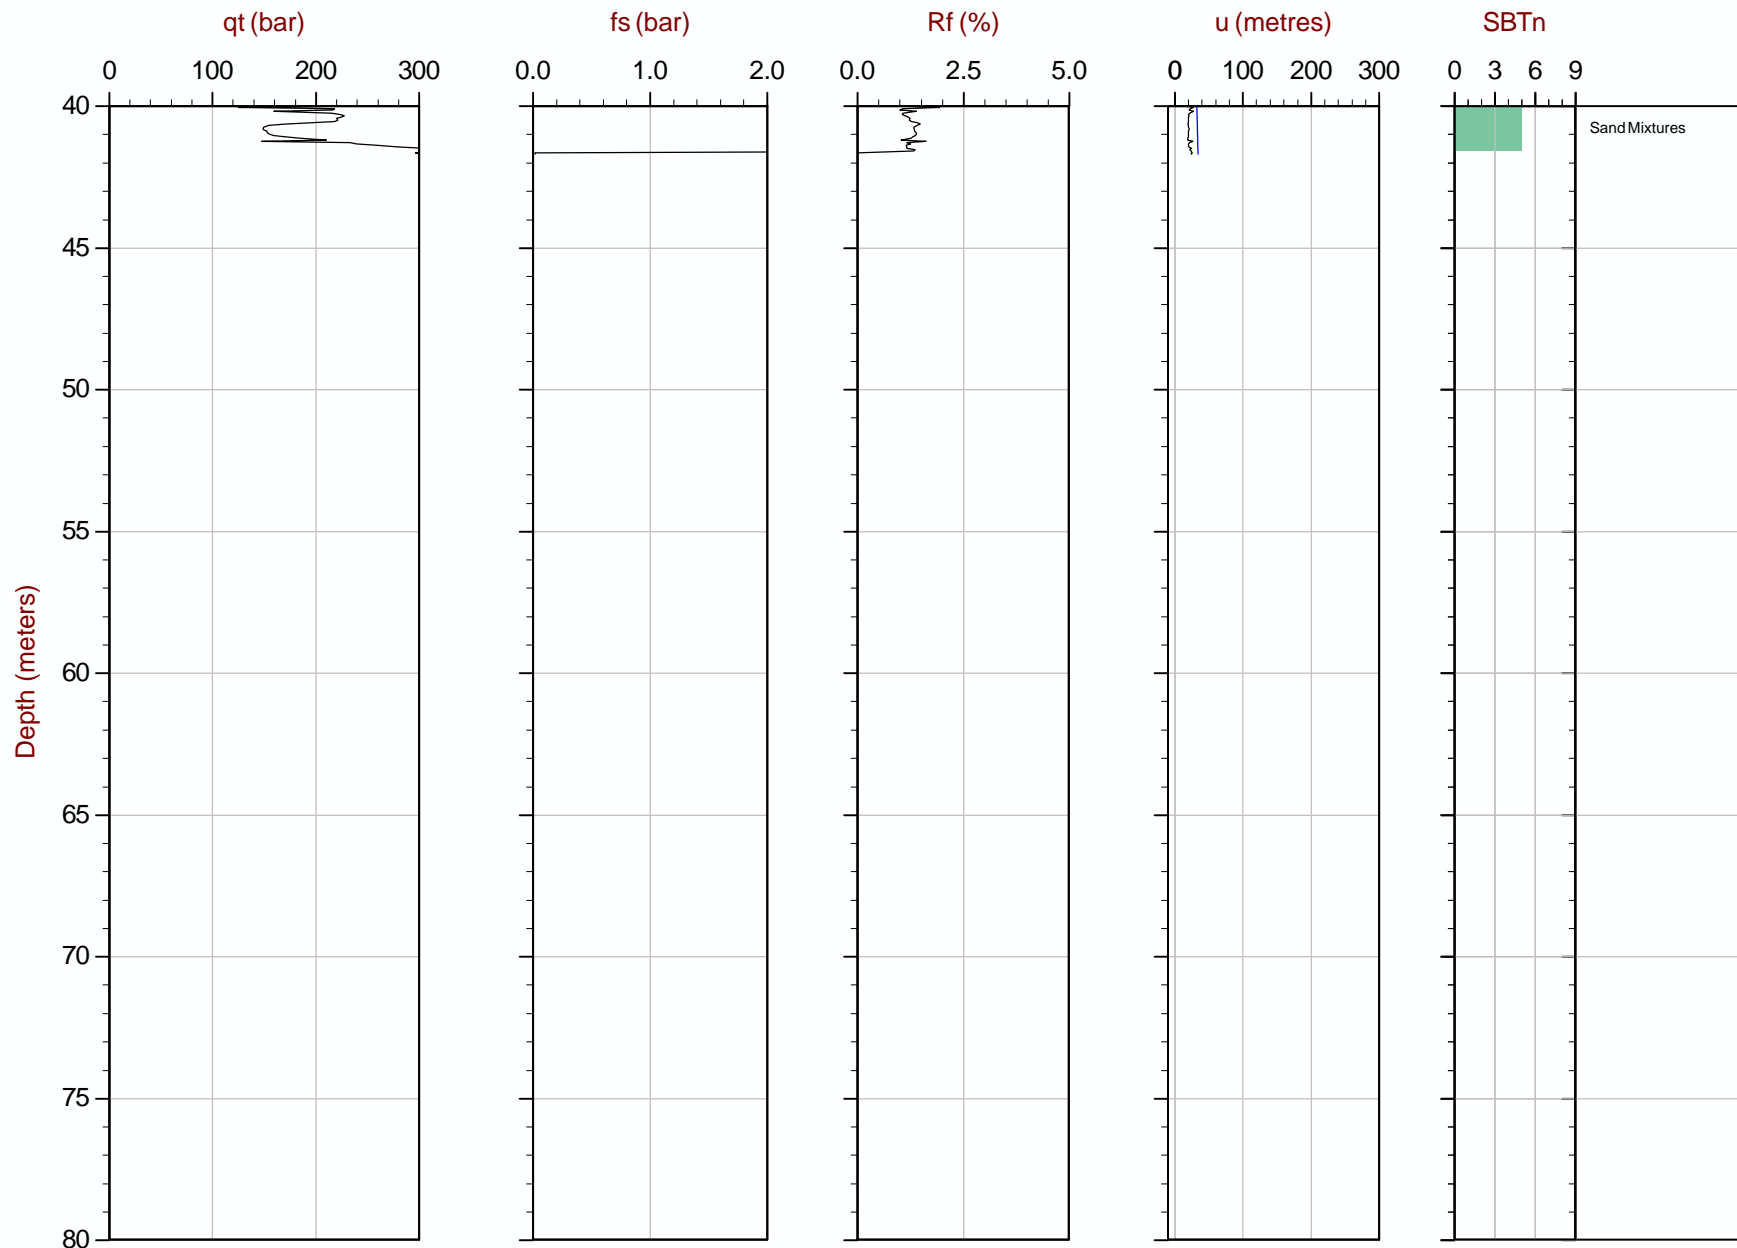 qt (bar) fs (bar) Rf (%) u (metres) SBTn
0 100 200 300 0.0 1.0 2.0 0.0 2.5 5.0 0 100 200 300 0 3 6 9
40
Sand Mixtures
45
50
55
60
Depth (meters)
65
70
75
80